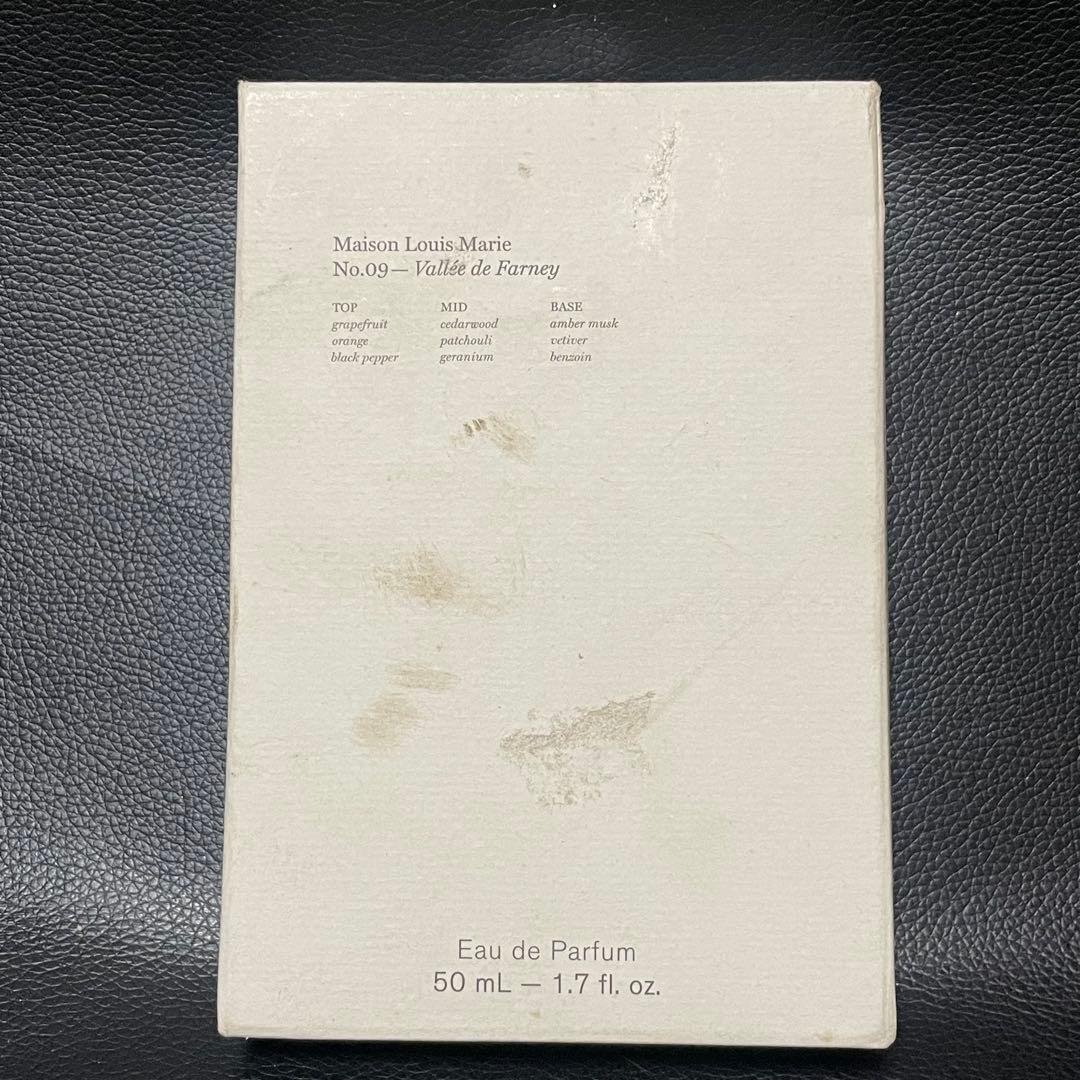 Maison Louis Marie
No.09— Vallée de Farney
TOP MID BASE
grapefruit cedarwood amber musk
orange patchouli vetiver
black pepper geranium benzoin
Eau de Parfum
50 mL — 1.7 fl. oz.